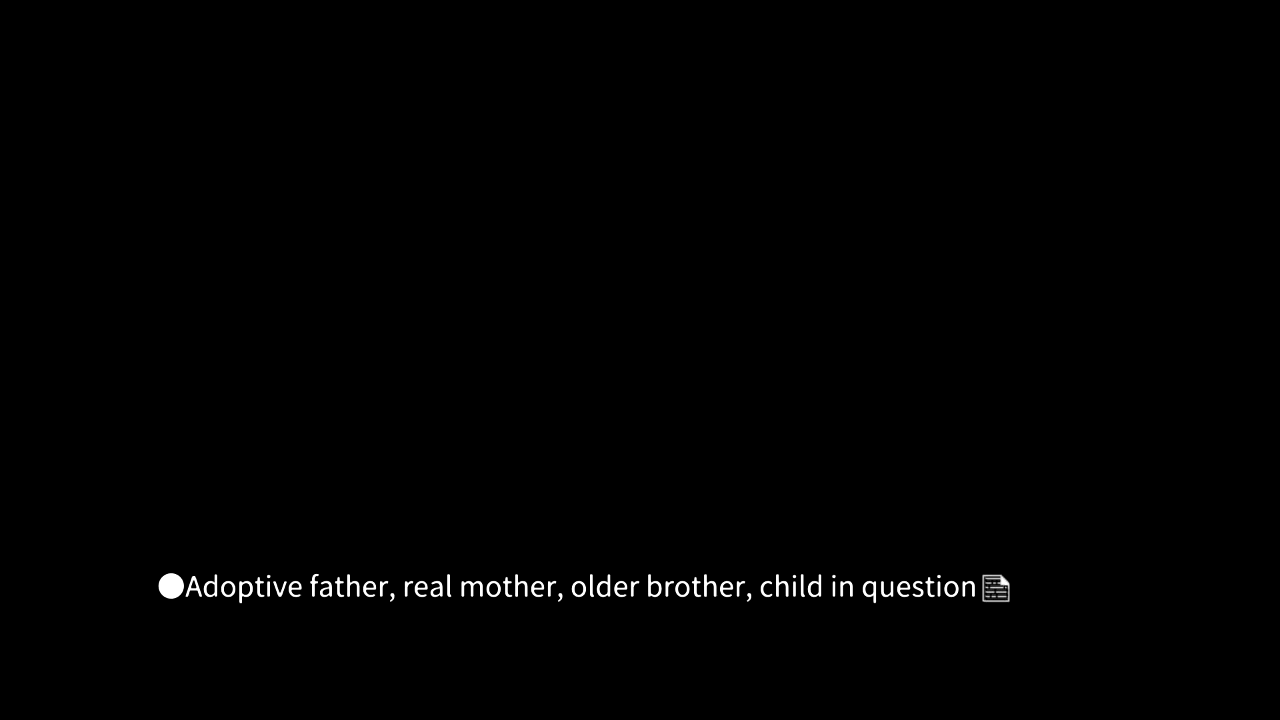 ●Adoptive father, real mother, older brother, child in question